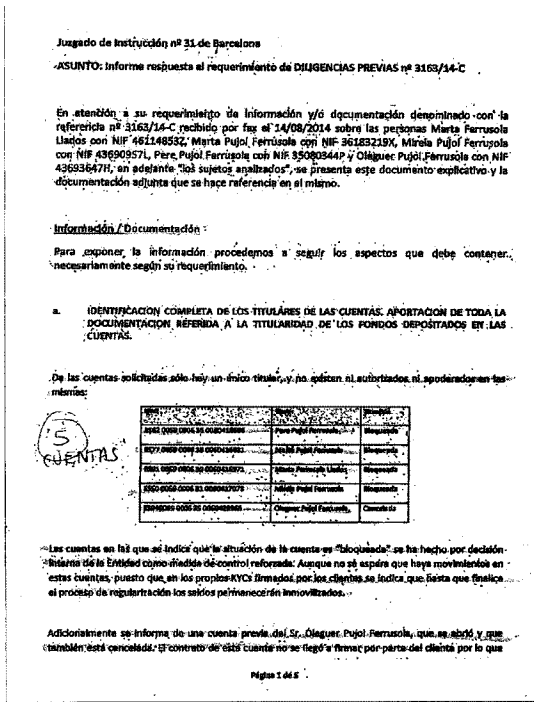 Juzgado de Instrucción nº 31 de Barcelona
ASUNTO: Informe respuesta al requerimiento de DILIGENCIAS PREVIAS nº 3163/14-C
En atención a su requerimiento de información y/o documentación denominado con la
referencia nº 3163/14-C recibido por fax el 14/08/2014 sobre las personas Marta Ferrusola
Llados con NIF 46114853Z, Marta Pujol Ferrusola con NIF 36183219X, Mireia Pujol Ferrusola
con NIF 43690957L, Pere Pujol Ferrusola con NIF 35080344P y Oleguer Pujol Ferrusola con NIF
43693647H, en adelante "los sujetos analizados", se presenta este documento explicativo y la
documentación adjunta que se hace referencia en el mismo.
Información / Documentación
Para exponer la información procedemos a seguir los aspectos que debe contener
necesariamente según su requerimiento.
a. IDENTIFICACION COMPLETA DE LOS TITULARES DE LAS CUENTAS. APORTACION DE TODA LA
DOCUMENTACION REFERIDA A LA TITULARIDAD DE LOS FONDOS DEPOSITADOS EN LAS
CUENTAS.
De las cuentas solicitadas sólo hay un único titular, y no existen ni autorizados ni apoderados en las
mismas:
5
CUENTAS
Pere Pujol Ferrusola Bloqueada
Pujol Ferrusola Bloqueada
Marta Ferrusola Llados Bloqueada
Pujol Ferrusola Bloqueada
Oleguer Pujol Ferrusola Cancelada
Las cuentas en las que se indica que la situación de la cuenta es "bloqueada" se ha hecho por decisión
interna de la Entidad como medida de control reforzada. Aunque no se espera que haya movimientos en
estas cuentas, puesto que en los propios KYCs firmados por los clientes se indica que hasta que finalice
el proceso de regularización los saldos permanecerán inmovilizados.
Adicionalmente se informa de una cuenta previa del Sr. Oleguer Pujol Ferrusola, que se abrió y que
también está cancelada. El contrato de esta cuenta no se llegó a firmar por parte del cliente por lo que
Página 1 de 5